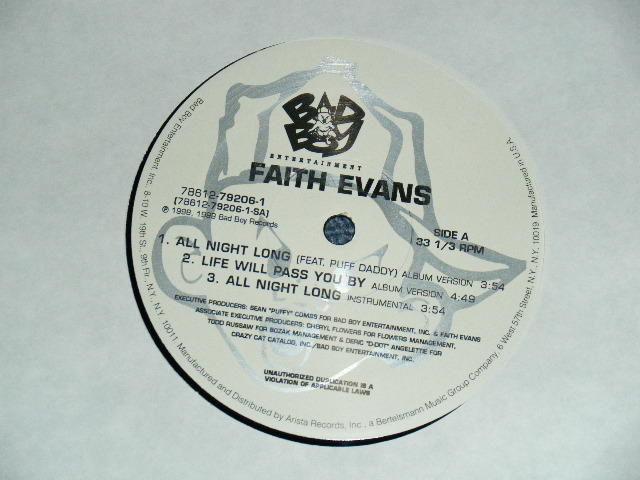 BAD BOY
ENTERTAINMENT
FAITH EVANS
78612-79206-1
[78612-79206-1-SA]
℗ 1998, 1999 Bad Boy Records
SIDE A
33 1/3 RPM
1. ALL NIGHT LONG (FEAT. PUFF DADDY) ALBUM VERSION 3:54
2. LIFE WILL PASS YOU BY ALBUM VERSION 4:49
3. ALL NIGHT LONG INSTRUMENTAL 3:54
EXECUTIVE PRODUCERS: SEAN "PUFFY" COMBS FOR BAD BOY ENTERTAINMENT, INC. & FAITH EVANS
ASSOCIATE EXECUTIVE PRODUCERS: CHERYL FLOWERS FOR FLOWERS MANAGEMENT,
TODD RUSSAW FOR BOZAK MANAGEMENT & DERIC "D-DOT" ANGELETTIE FOR
CRAZY CAT CATALOG, INC./BAD BOY ENTERTAINMENT, INC.
UNAUTHORIZED DUPLICATION IS A
VIOLATION OF APPLICABLE LAWS
Bad Boy Entertainment, Inc., 8-10 W. 19th St., 9th Flr., N.Y., N.Y. 10011. Manufactured and Distributed by Arista Records, Inc., a Bertelsmann Music Group Company, 6 West 57th Street, N.Y., N.Y. 10019. Manufactured in U.S.A.